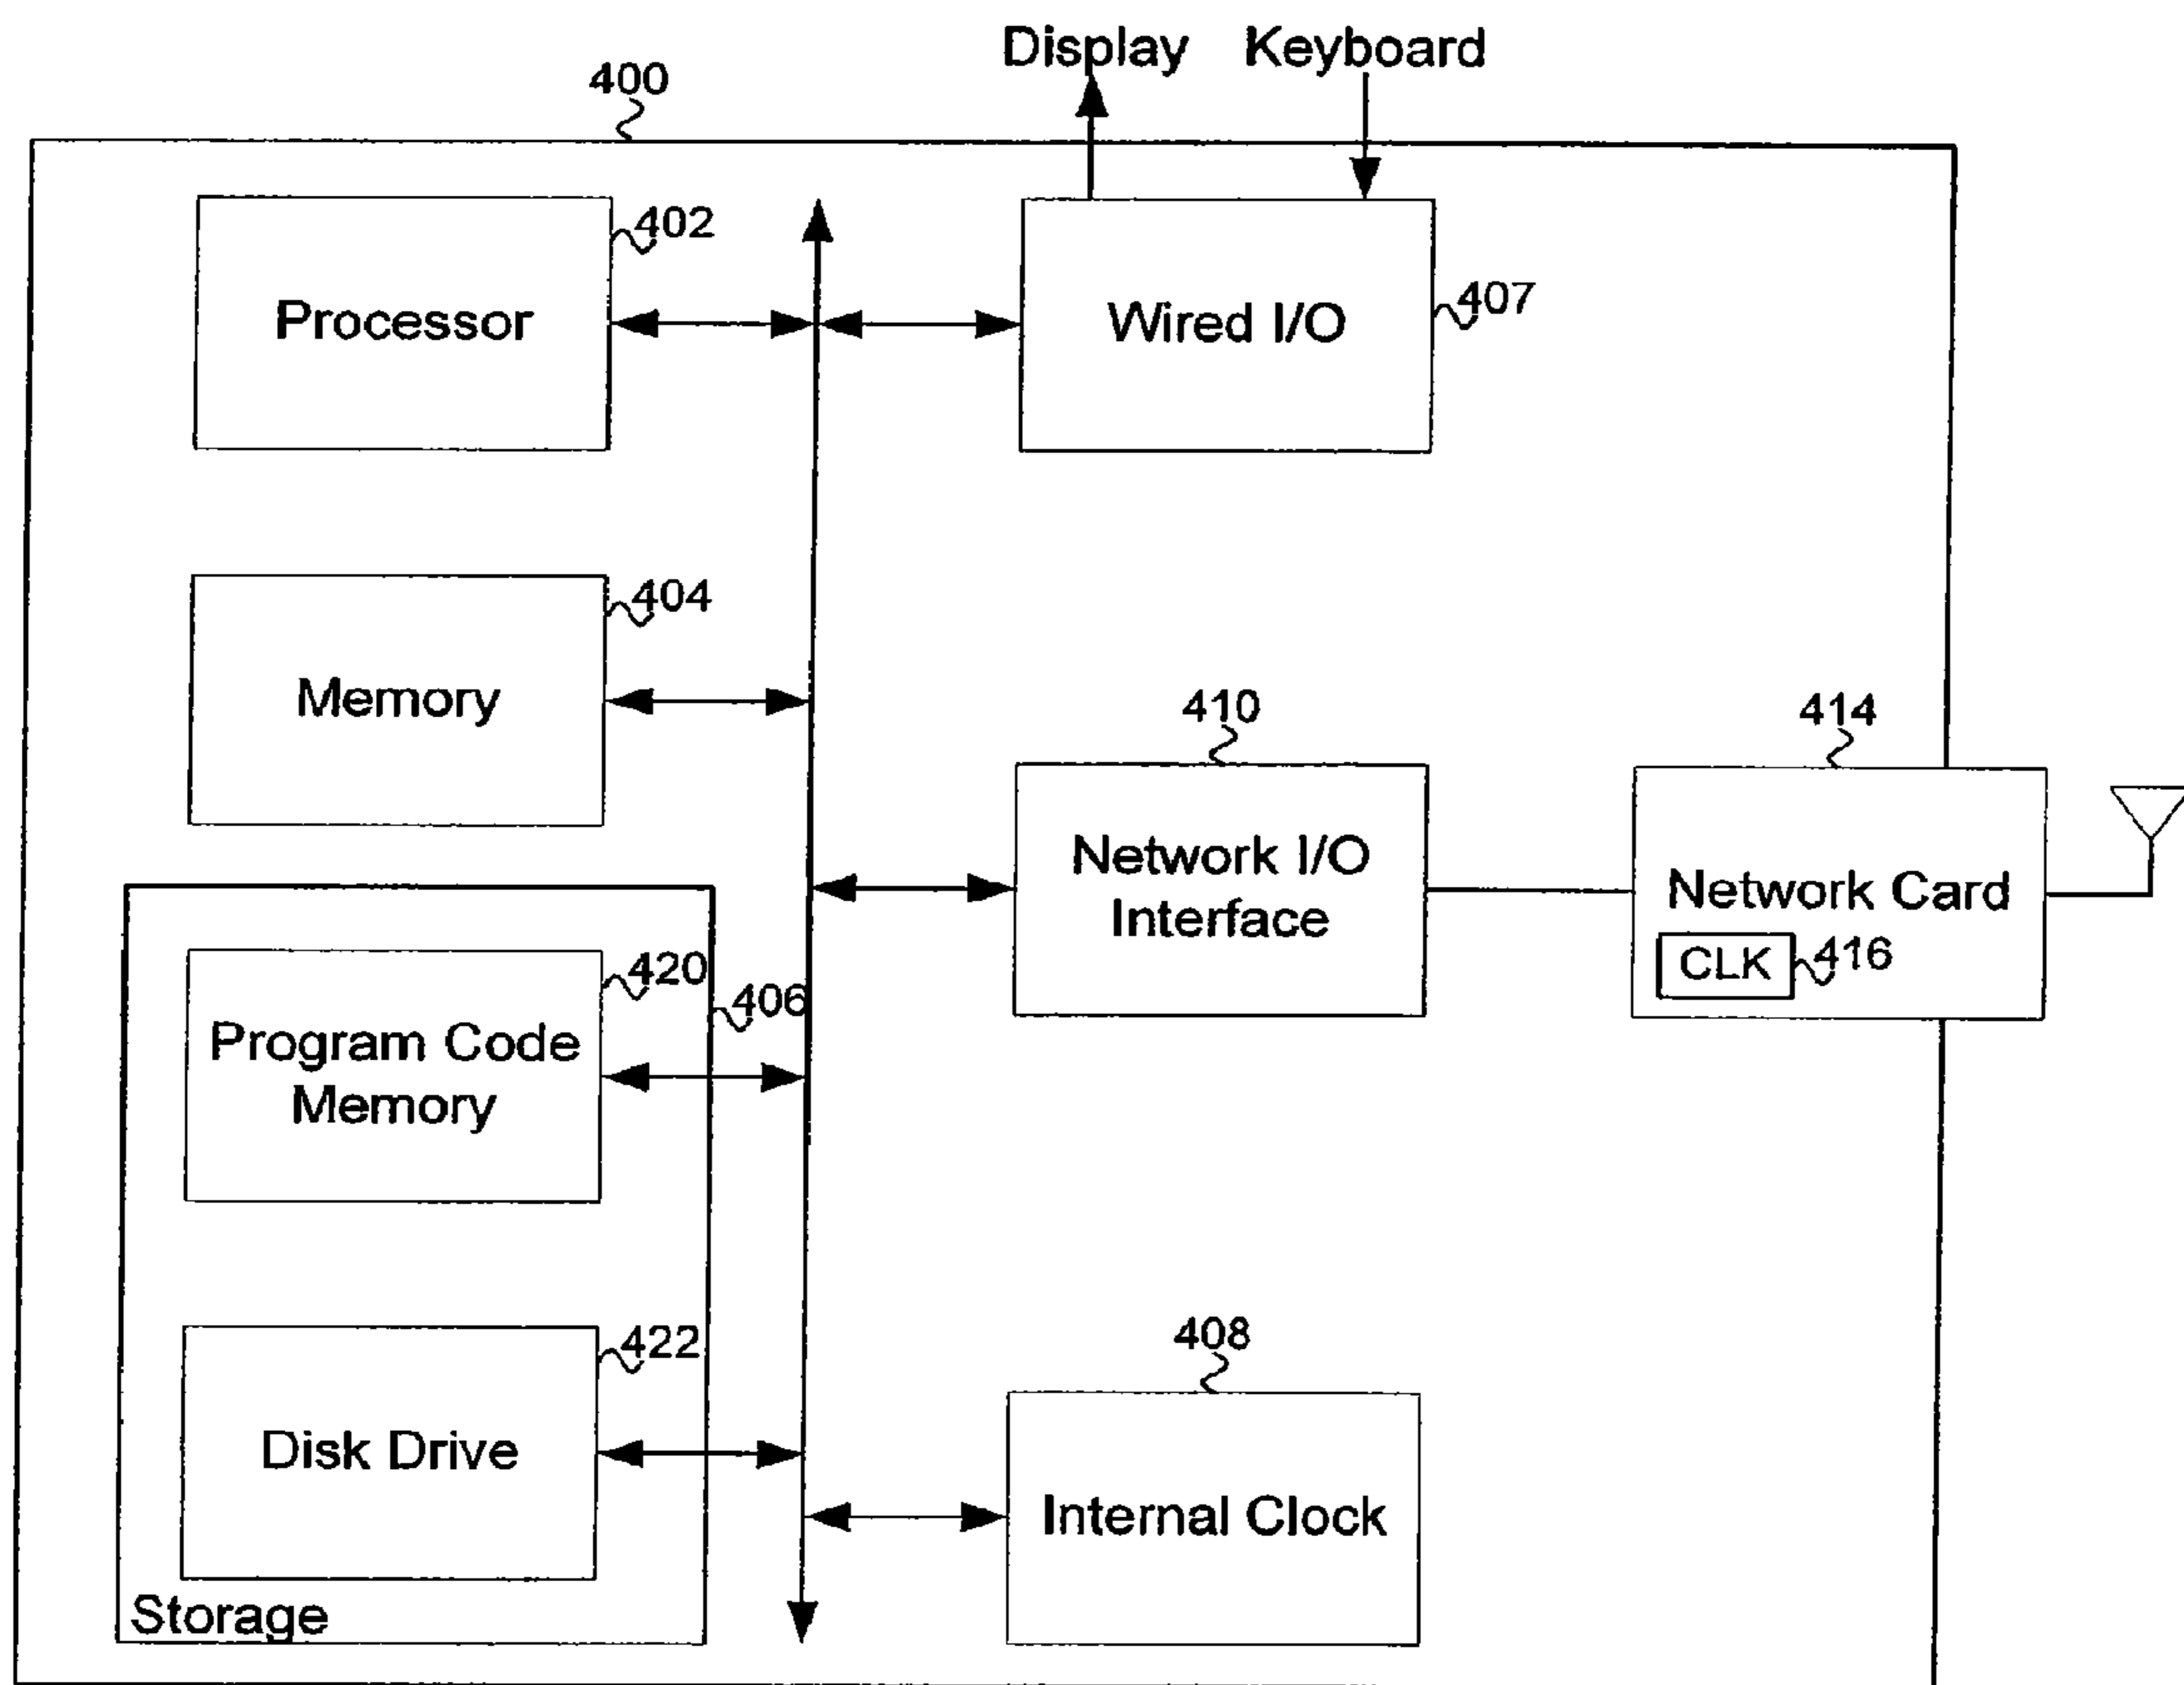 Display Keyboard
400
402
Processor
Wired I/O
407
404
Memory
410
Network I/O
Interface
414
Network Card
CLK
416
420
406
Program Code
Memory
422
Disk Drive
Storage
408
Internal Clock